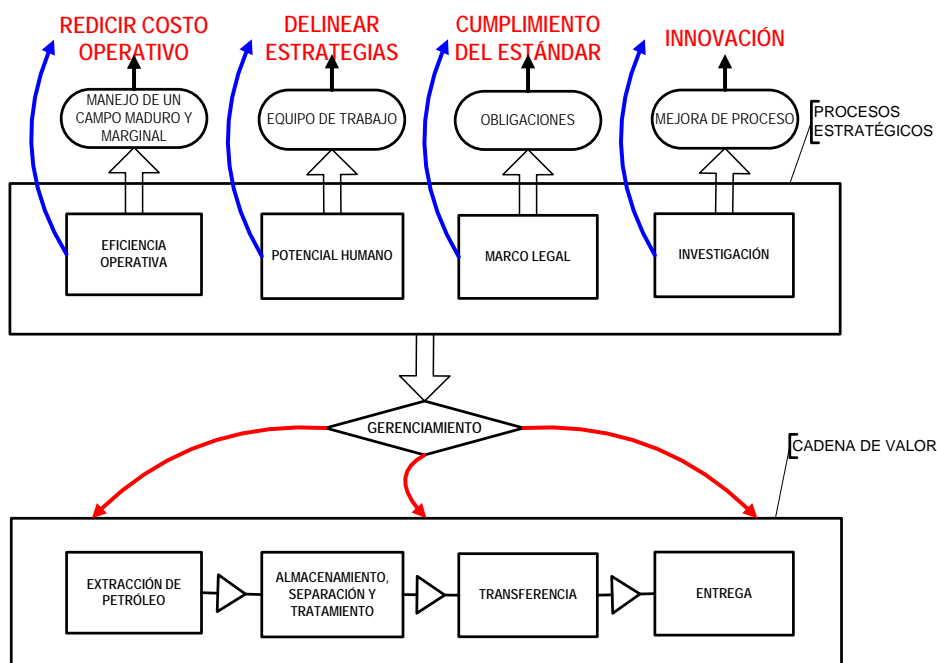 REDICIR COSTO
OPERATIVO
DELINEAR
ESTRATEGIAS
CUMPLIMIENTO
DEL ESTÁNDAR
INNOVACIÓN
MANEJO DE UN
CAMPO MADURO Y
MARGINAL
EQUIPO DE TRABAJO
OBLIGACIONES
MEJORA DE PROCESO
PROCESOS
ESTRATÉGICOS
EFICIENCIA
OPERATIVA
POTENCIAL HUMANO
MARCO LEGAL
INVESTIGACIÓN
GERENCIAMIENTO
CADENA DE VALOR
EXTRACCIÓN DE
PETRÓLEO
ALMACENAMIENTO,
SEPARACIÓN Y
TRATAMIENTO
TRANSFERENCIA
ENTREGA